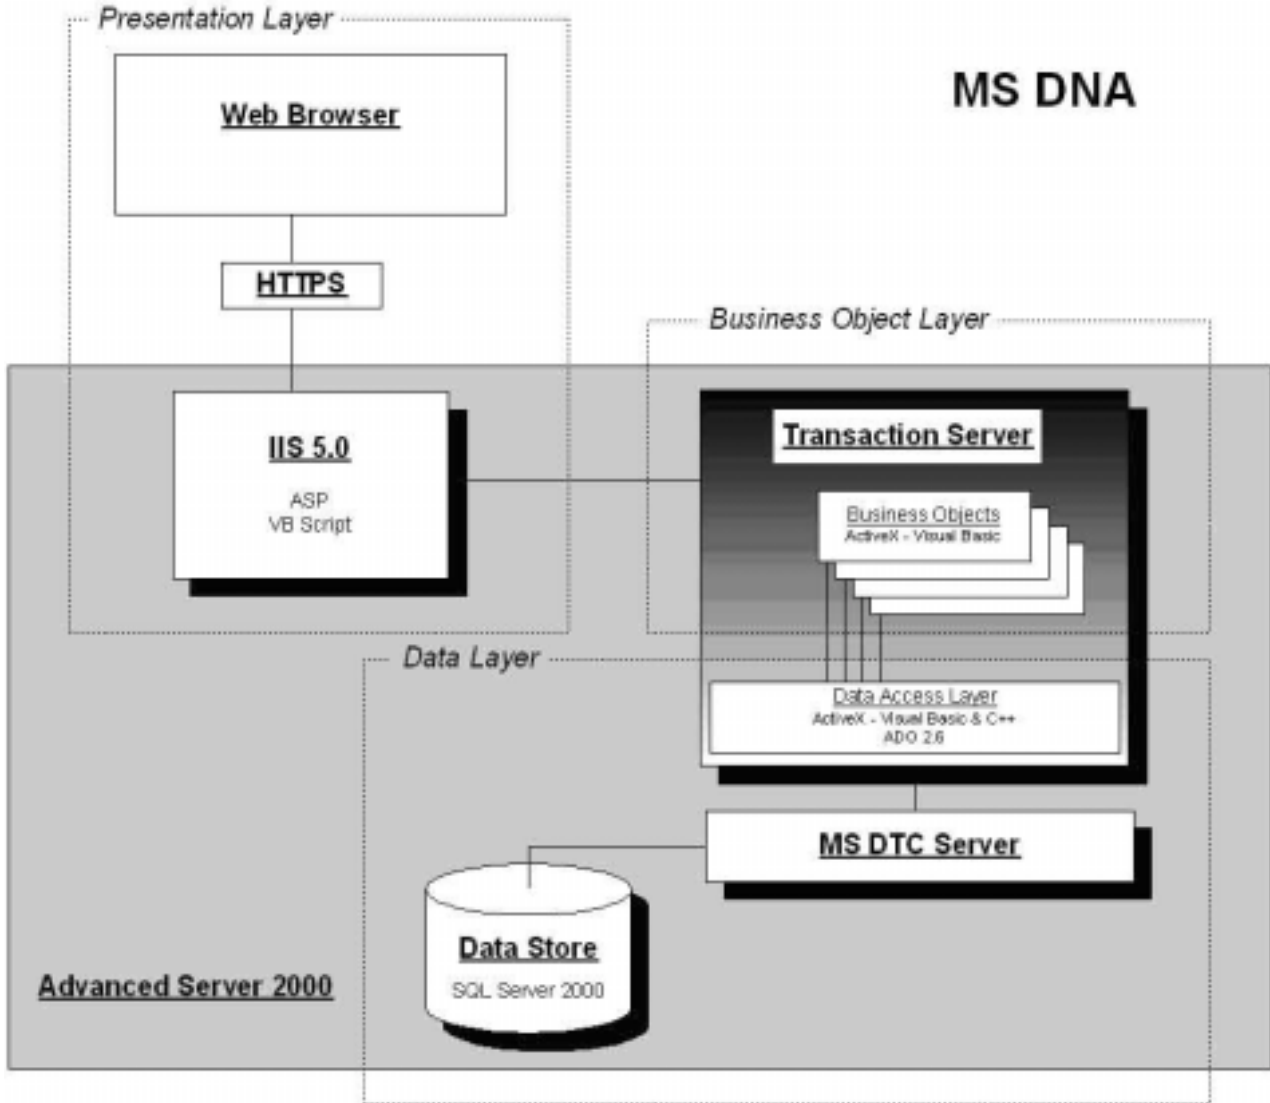 Presentation Layer
MS DNA
Web Browser
HTTPS
Business Object Layer
IIS 5.0
ASP
VB Script
Transaction Server
Business Objects
ActiveX - Visual Basic
Data Layer
Data Access Layer
ActiveX - Visual Basic & C++
ADO 2.6
MS DTC Server
Data Store
SQL Server 2000
Advanced Server 2000